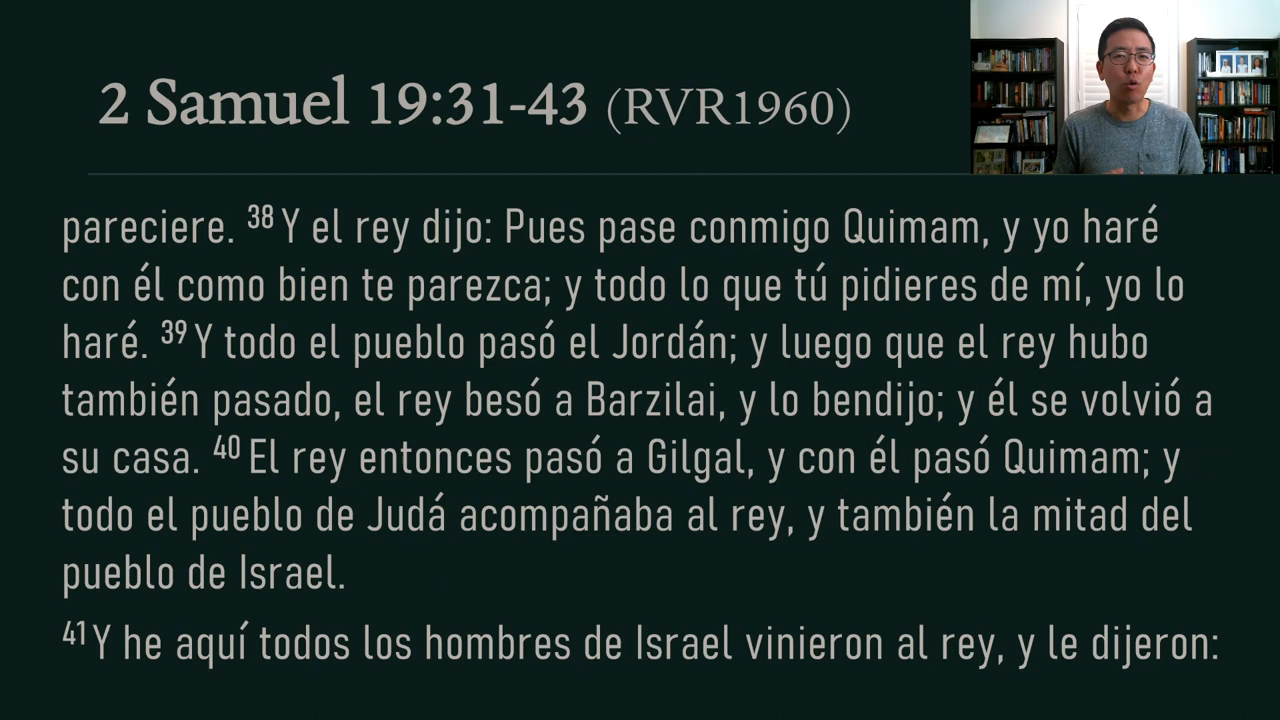 2 Samuel 19:31-43 (RVR1960)
pareciere. 38 Y el rey dijo: Pues pase conmigo Quimam, y yo haré
con él como bien te parezca; y todo lo que tú pidieres de mí, yo lo
haré. 39 Y todo el pueblo pasó el Jordán; y luego que el rey hubo
también pasado, el rey besó a Barzilai, y lo bendijo; y él se volvió a
su casa. 40 El rey entonces pasó a Gilgal, y con él pasó Quimam; y
todo el pueblo de Judá acompañaba al rey, y también la mitad del
pueblo de Israel.
41 Y he aquí todos los hombres de Israel vinieron al rey, y le dijeron: